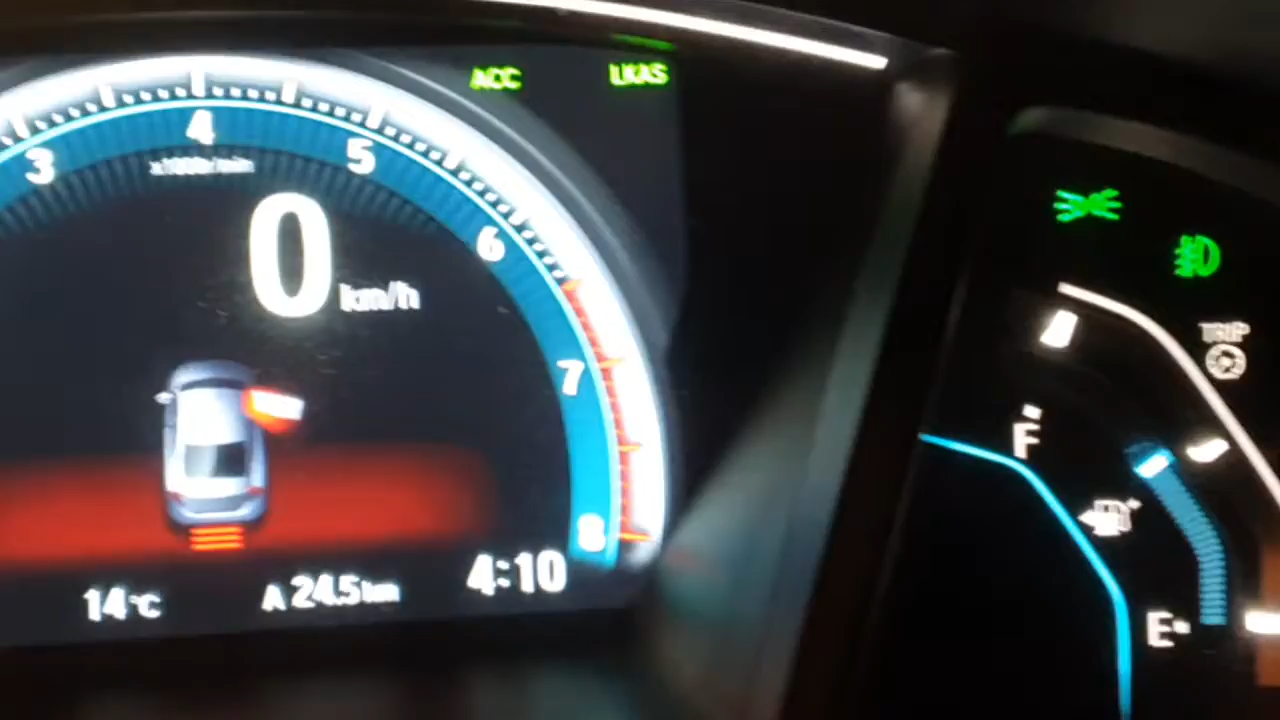 ACC LKAS
3 4 5 6 7 8
x1000r/min
0 km/h
14°C
A 24.5 km
4:10
TRIP
F
E